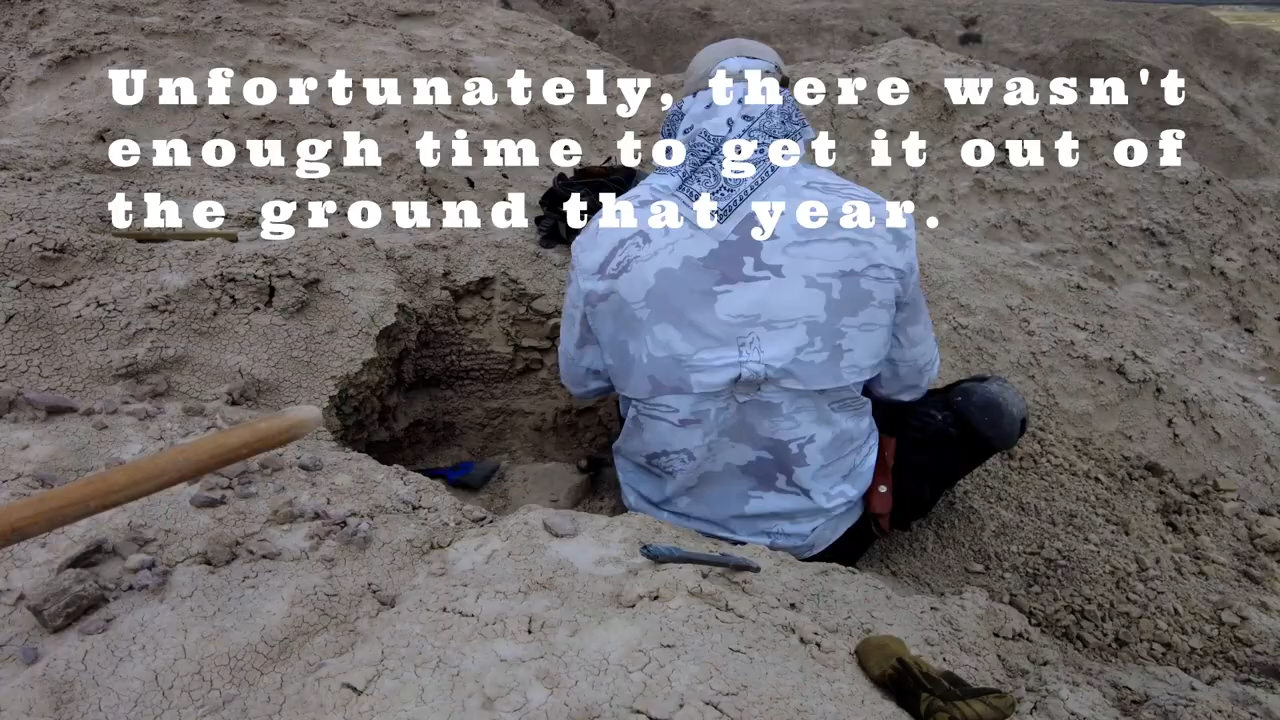 Unfortunately, there wasn't
enough time to get it out of
the ground that year.